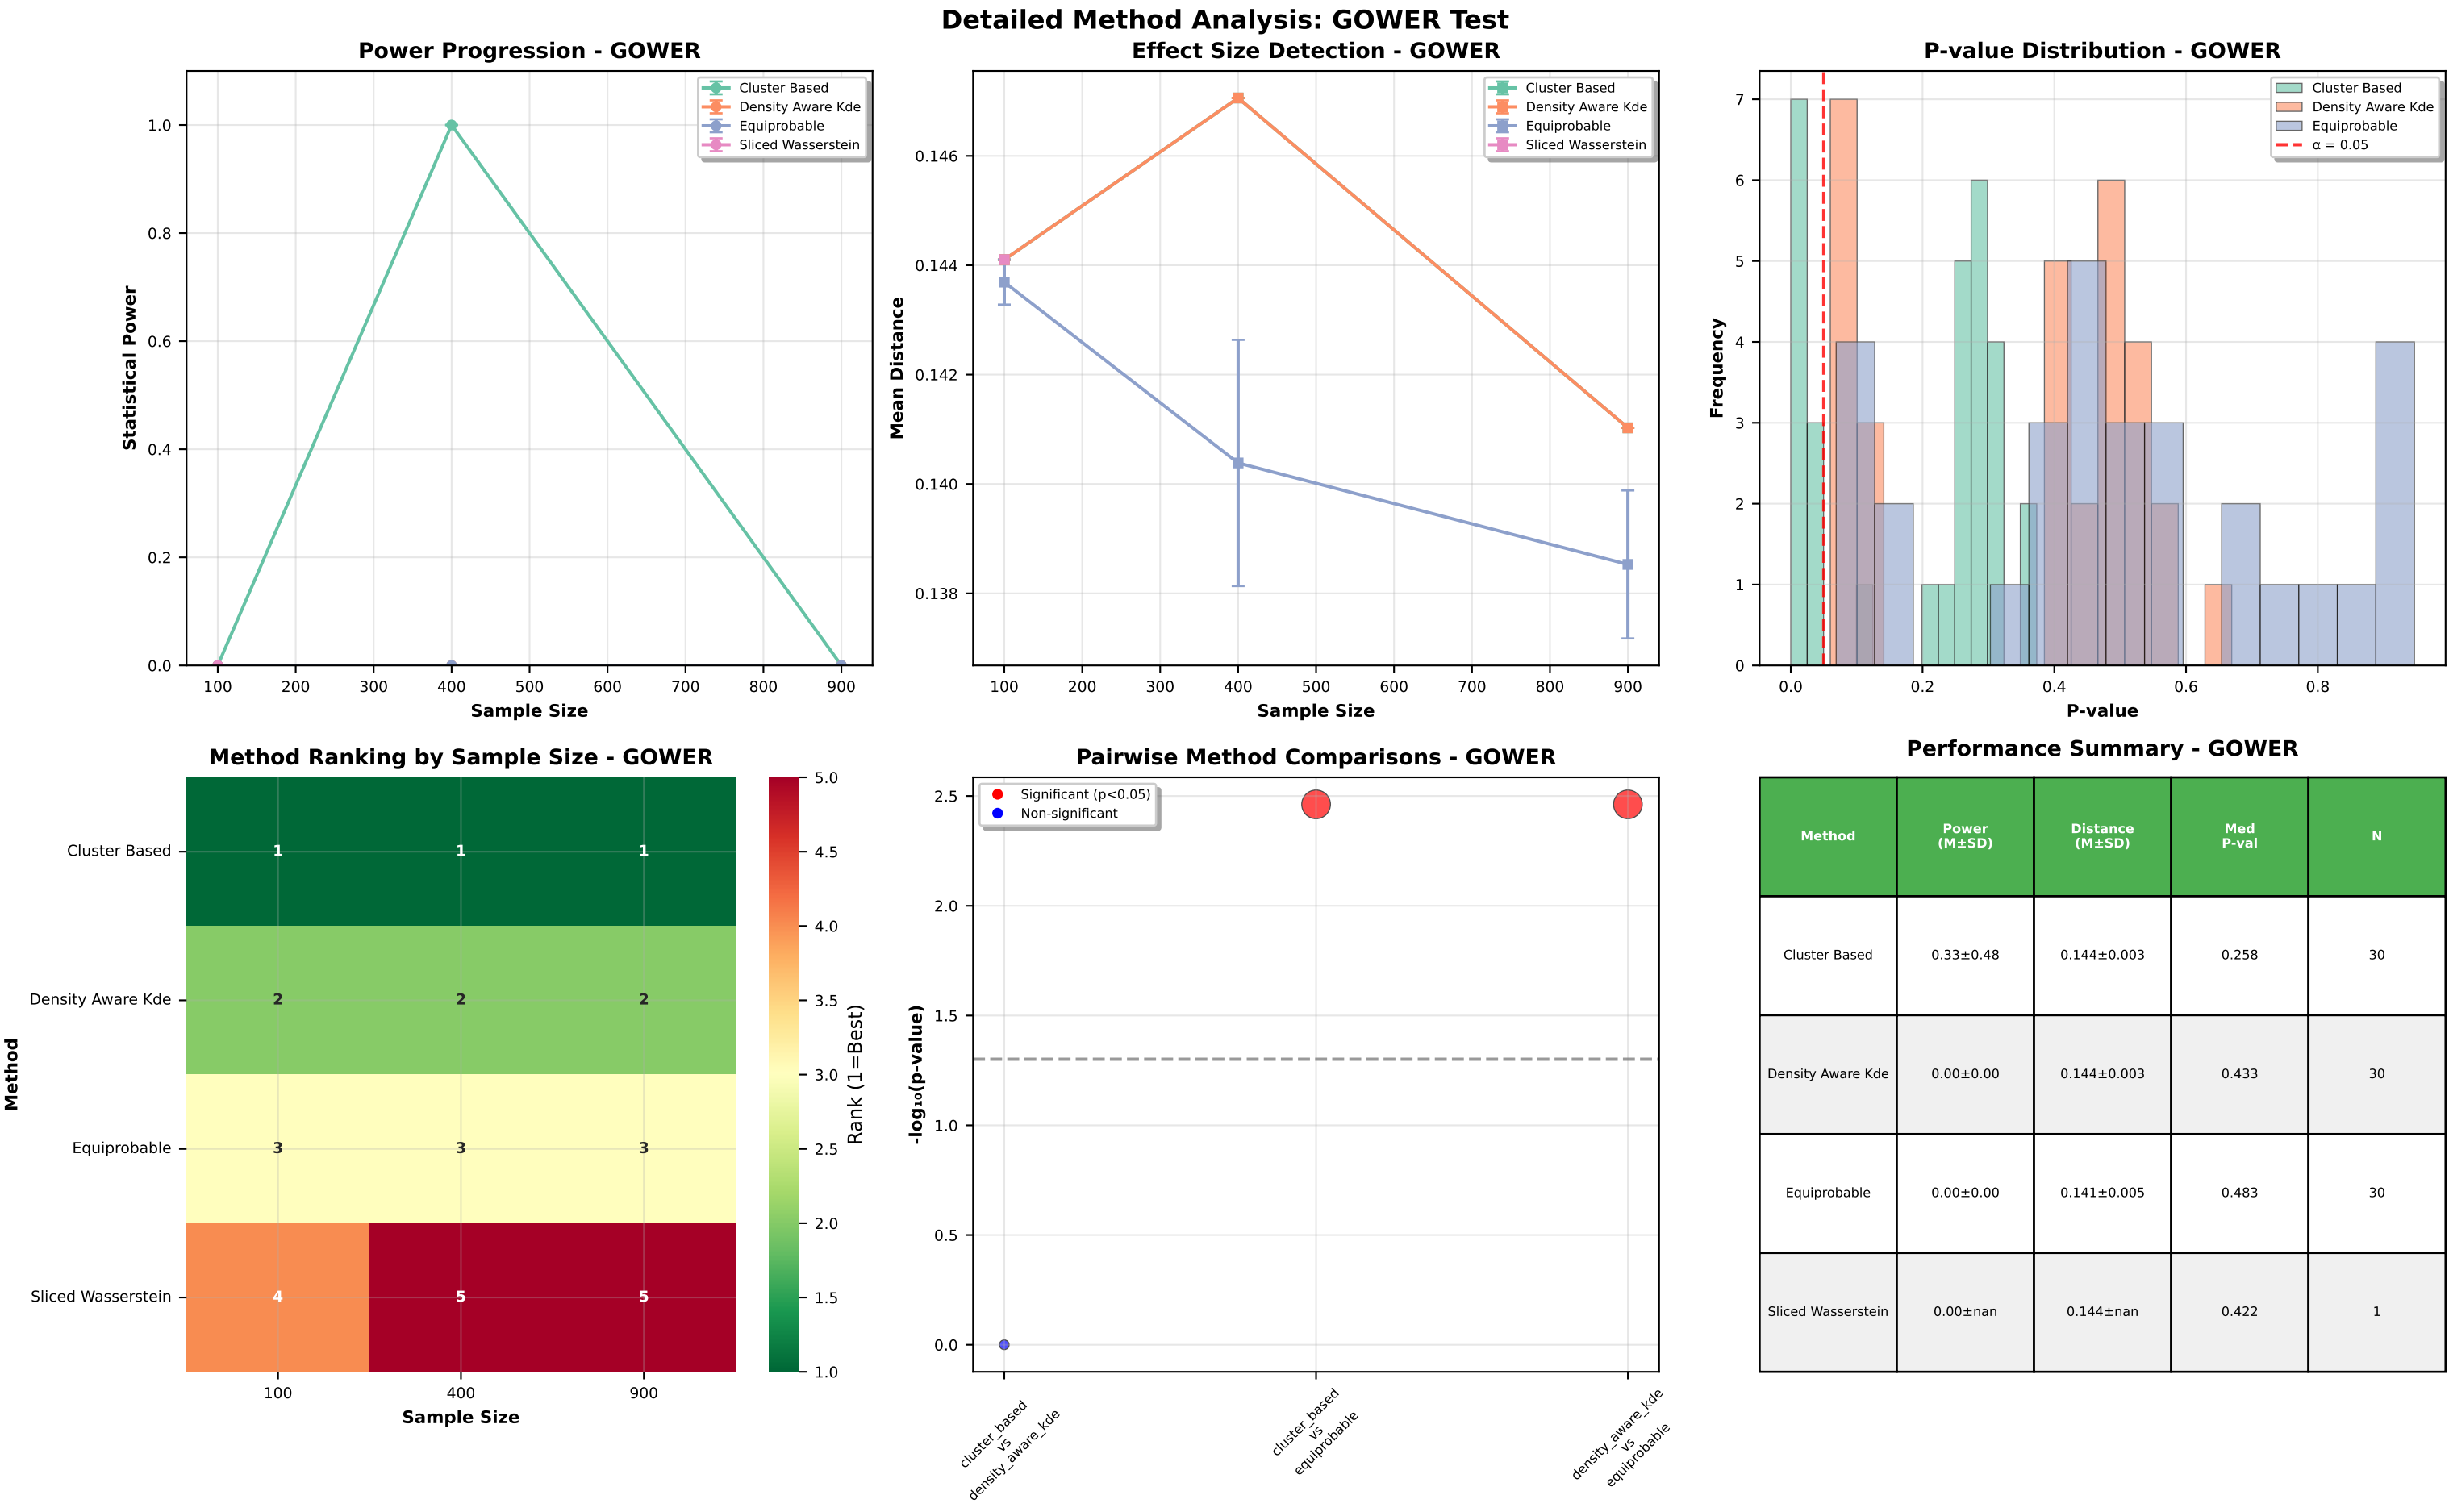 Detailed Method Analysis: GOWER Test
Power Progression - GOWER
Cluster Based
Density Aware Kde
Equiprobable
Sliced Wasserstein
Statistical Power
1.0
0.8
0.6
0.4
0.2
0.0
100 200 300 400 500 600 700 800 900
Sample Size
Effect Size Detection - GOWER
Cluster Based
Density Aware Kde
Equiprobable
Sliced Wasserstein
Mean Distance
0.146
0.144
0.142
0.140
0.138
100 200 300 400 500 600 700 800 900
Sample Size
P-value Distribution - GOWER
Cluster Based
Density Aware Kde
Equiprobable
α = 0.05
Frequency
7
6
5
4
3
2
1
0
0.0 0.2 0.4 0.6 0.8
P-value
Method Ranking by Sample Size - GOWER
Method
Cluster Based 1 1 1
Density Aware Kde 2 2 2
Equiprobable 3 3 3
Sliced Wasserstein 4 5 5
100 400 900
Sample Size
5.0
4.5
4.0
3.5
3.0
2.5
2.0
1.5
1.0
Rank (1=Best)
Pairwise Method Comparisons - GOWER
Significant (p<0.05)
Non-significant
-log₁₀(p-value)
2.5
2.0
1.5
1.0
0.5
0.0
cluster_based
vs
density_aware_kde
cluster_based
vs
equiprobable
density_aware_kde
vs
equiprobable
Performance Summary - GOWER
Method Power Distance Med N
(M±SD) (M±SD) P-val
Cluster Based 0.33±0.48 0.144±0.003 0.258 30
Density Aware Kde 0.00±0.00 0.144±0.003 0.433 30
Equiprobable 0.00±0.00 0.141±0.005 0.483 30
Sliced Wasserstein 0.00±nan 0.144±nan 0.422 1